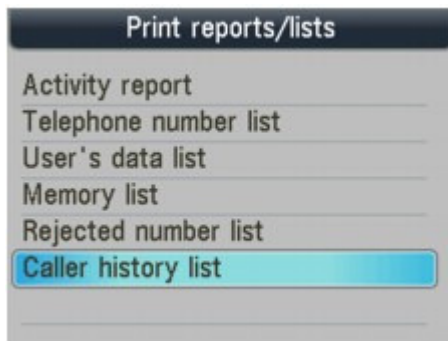 Print reports/lists
Activity report
Telephone number list
User's data list
Memory list
Rejected number list
Caller history list